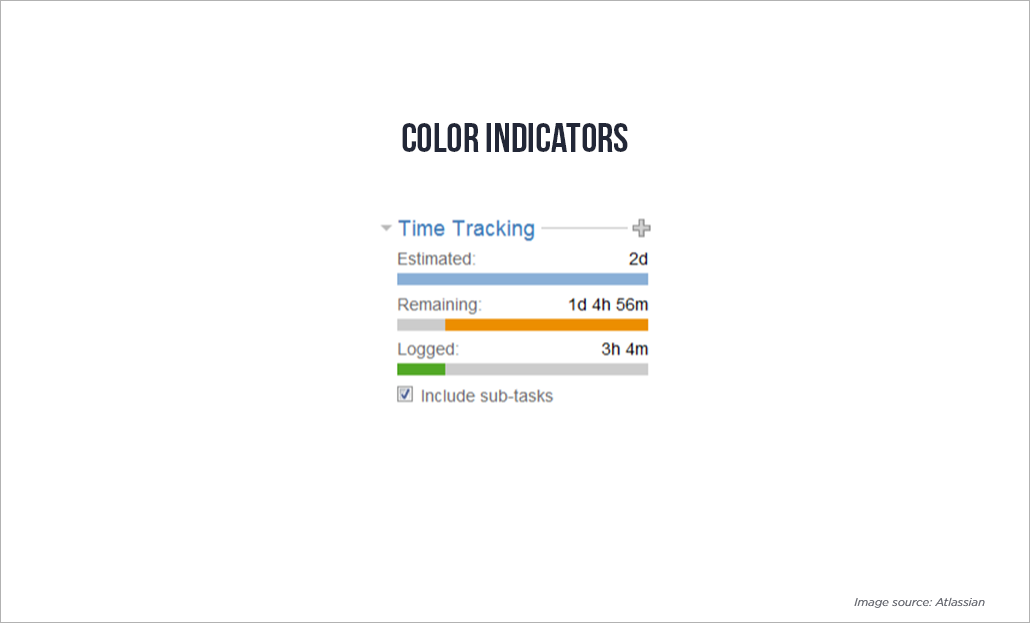 COLOR INDICATORS
Time Tracking
Estimated: 2d
Remaining: 1d 4h 56m
Logged: 3h 4m
Include sub-tasks
Image source: Atlassian